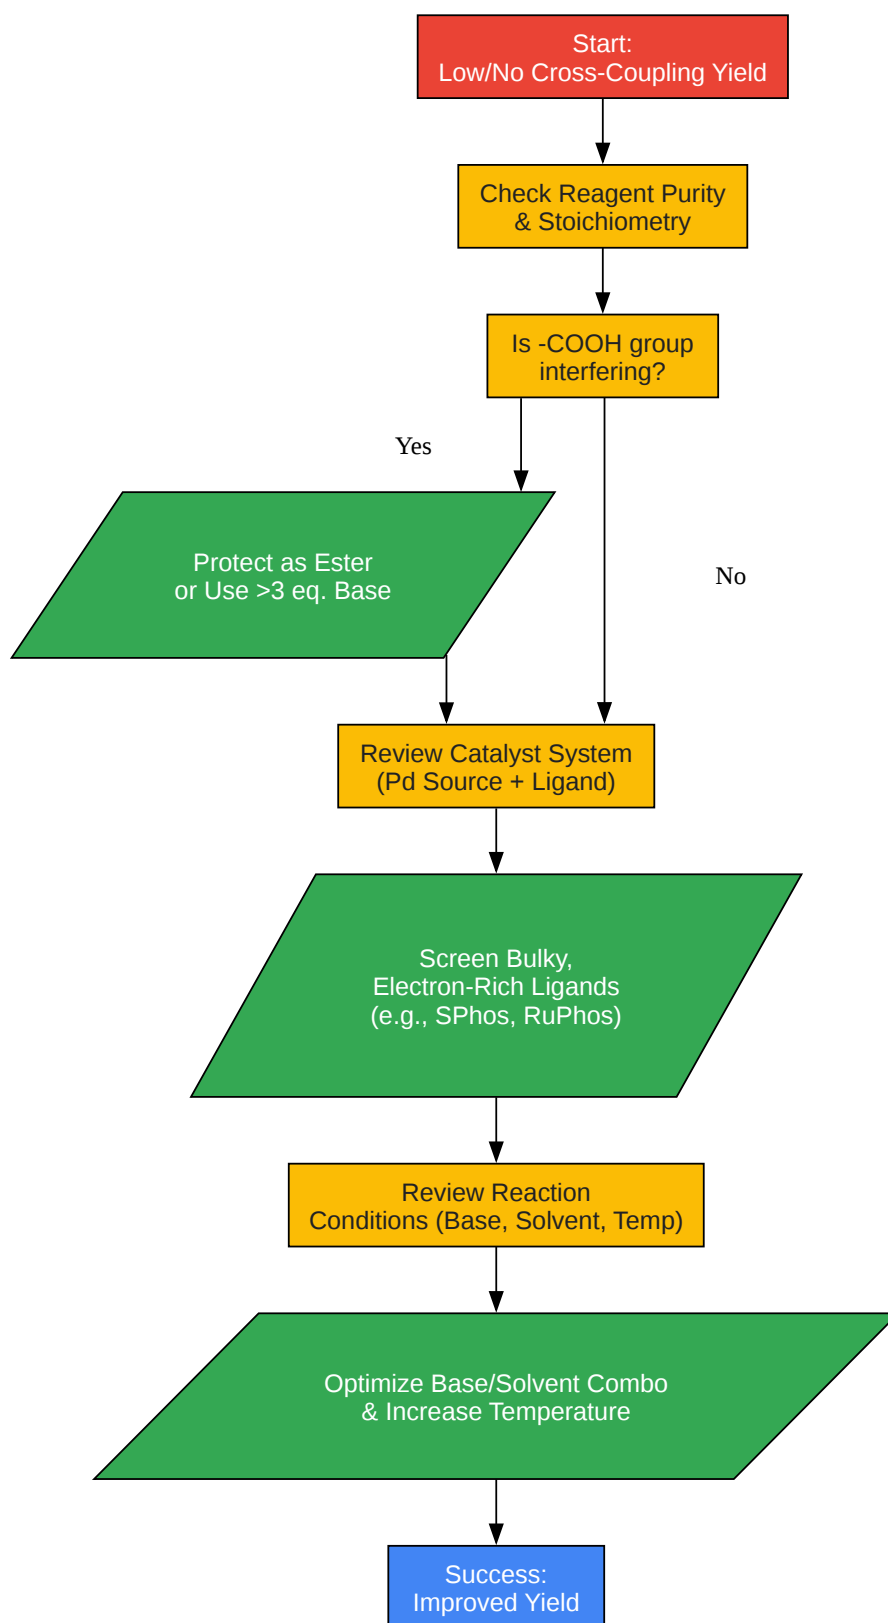 Start:
Low/No Cross-Coupling Yield
Check Reagent Purity
& Stoichiometry
Is -COOH group
interfering?
Yes
Protect as Ester
or Use >3 eq. Base
No
Review Catalyst System
(Pd Source + Ligand)
Screen Bulky,
Electron-Rich Ligands
(e.g., SPhos, RuPhos)
Review Reaction
Conditions (Base, Solvent, Temp)
Optimize Base/Solvent Combo
& Increase Temperature
Success:
Improved Yield